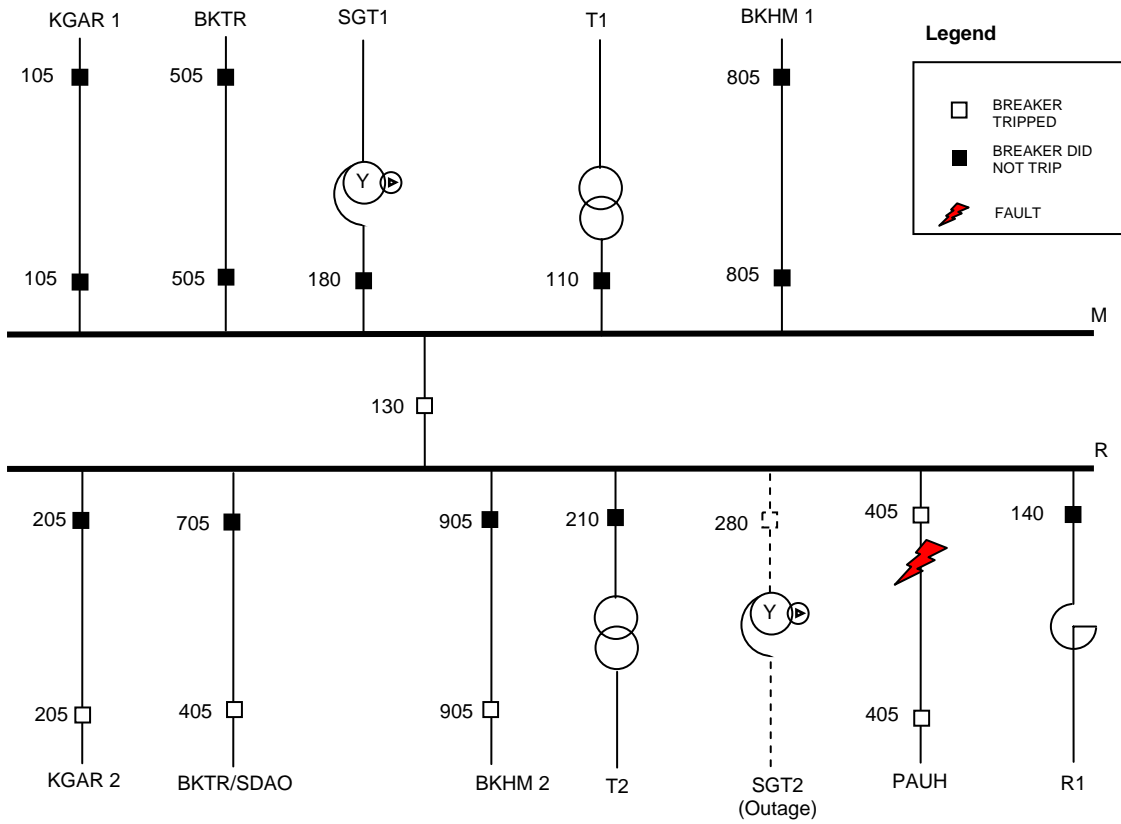 KGAR 1
BKTR
SGT1
T1
BKHM 1
Legend
105
505
805
BREAKER
TRIPPED
BREAKER DID
NOT TRIP
FAULT
Y
105
505
180
110
805
M
130
R
205
705
905
210
280
405
140
Y
205
405
905
405
KGAR 2
BKTR/SDAO
BKHM 2
T2
SGT2
(Outage)
PAUH
R1